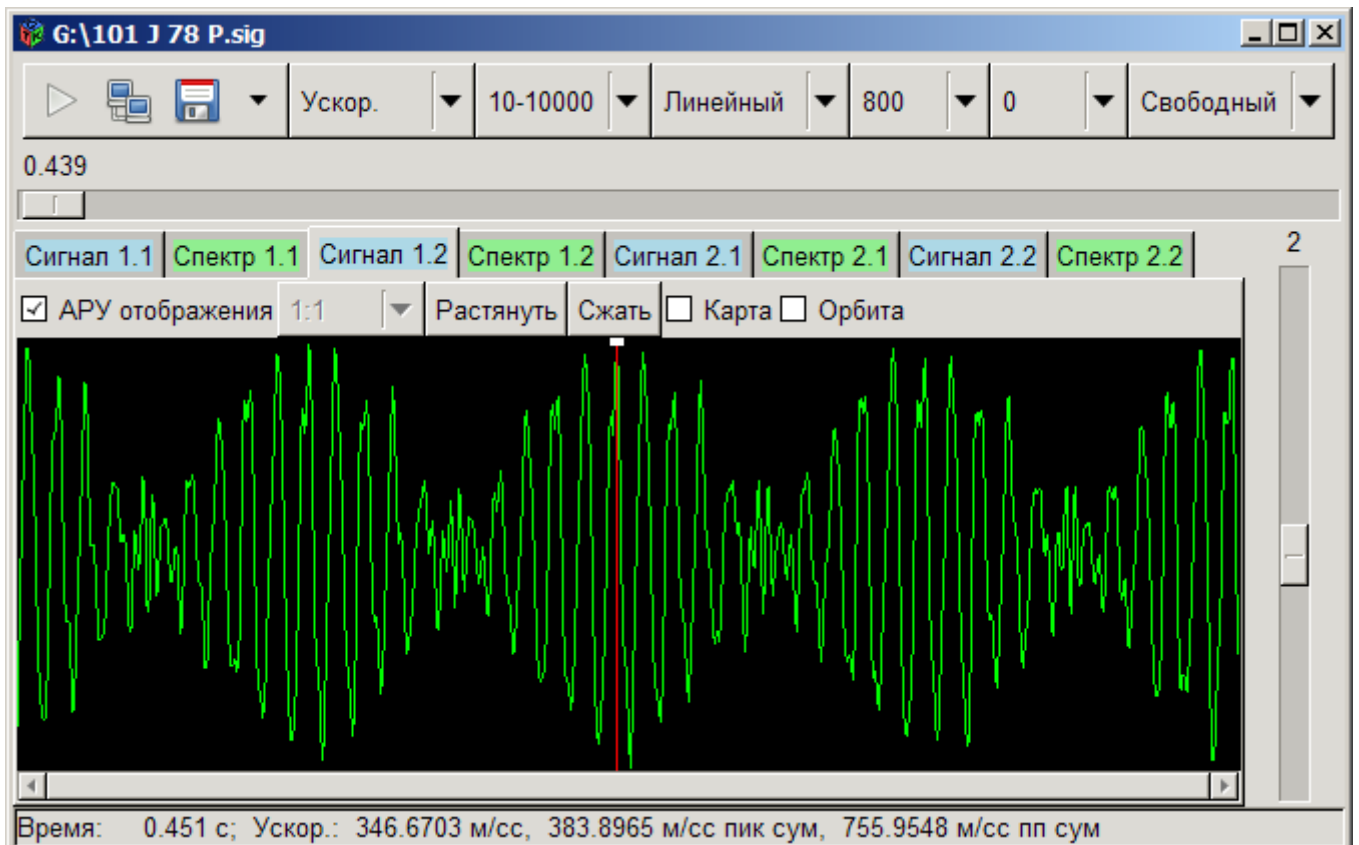 G:\101 J 78 P.sig
Ускор. 10-10000 Линейный 800 0 Свободный
0.439
Сигнал 1.1 Спектр 1.1 Сигнал 1.2 Спектр 1.2 Сигнал 2.1 Спектр 2.1 Сигнал 2.2 Спектр 2.2 2
АРУ отображения 1:1 Растянуть Сжать Карта Орбита
Время: 0.451 с; Ускор.: 346.6703 м/сс, 383.8965 м/сс пик сум, 755.9548 м/сс пп сум